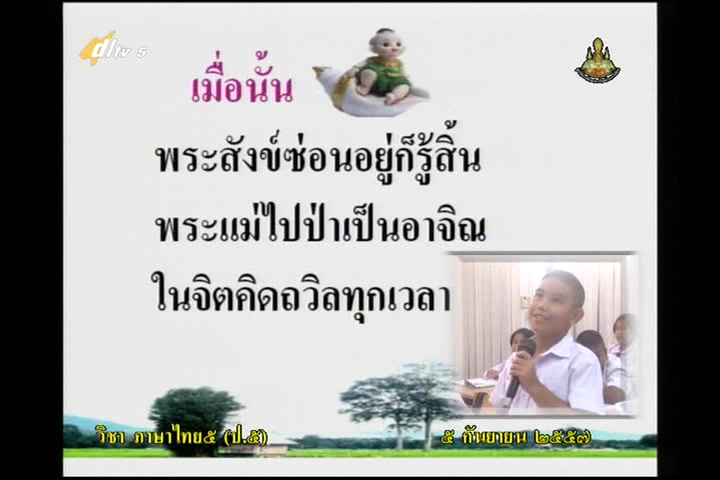 dltv 5
เมื่อนั้น
พระสังข์ซ่อนอยู่ก็รู้สิ้น
พระแม่ไปป่าเป็นอาจิณ
ในจิตคิดถวิลทุกเวลา
วิชา ภาษาไทย๕ (ป.๕)
๕ กันยายน ๒๕๕๗